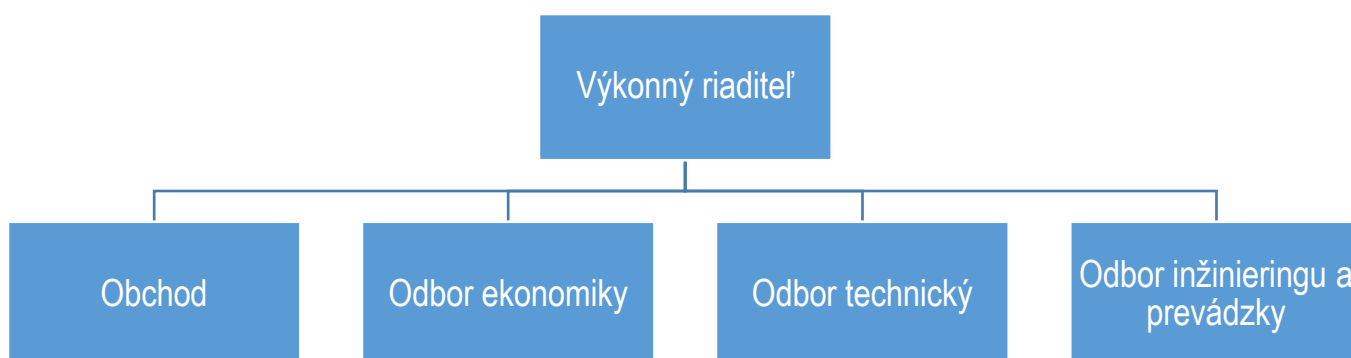 Výkonný riaditeľ
Obchod
Odbor ekonomiky
Odbor technický
Odbor inžinieringu a
prevádzky